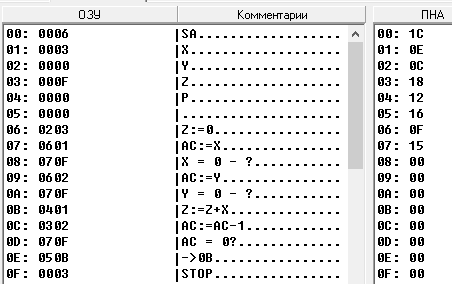 ОЗУ Комментарии ПНА
00: 0006 |SA.................. 00: 1C
01: 0003 |X................... 01: 0E
02: 0000 |Y................... 02: 0C
03: 000F |Z................... 03: 18
04: 0000 |P................... 04: 12
05: 0000 |.................... 05: 16
06: 0203 |Z:=0................ 06: 0F
07: 0601 |AC:=X............... 07: 15
08: 070F |X = 0 - ?........... 08: 00
09: 0602 |AC:=Y............... 09: 00
0A: 070F |Y = 0 - ?........... 0A: 00
0B: 0401 |Z:=Z+X.............. 0B: 00
0C: 0302 |AC:=AC-1............ 0C: 00
0D: 070F |AC = 0?............. 0D: 00
0E: 050B |->0B................ 0E: 00
0F: 0003 |STOP................ 0F: 00